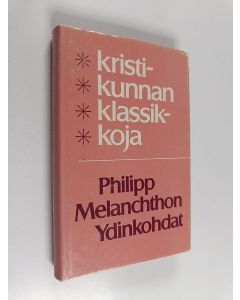 * kristi-
* kunnan
* klassik-
* koja
Philipp
Melanchthon
Ydinkohdat